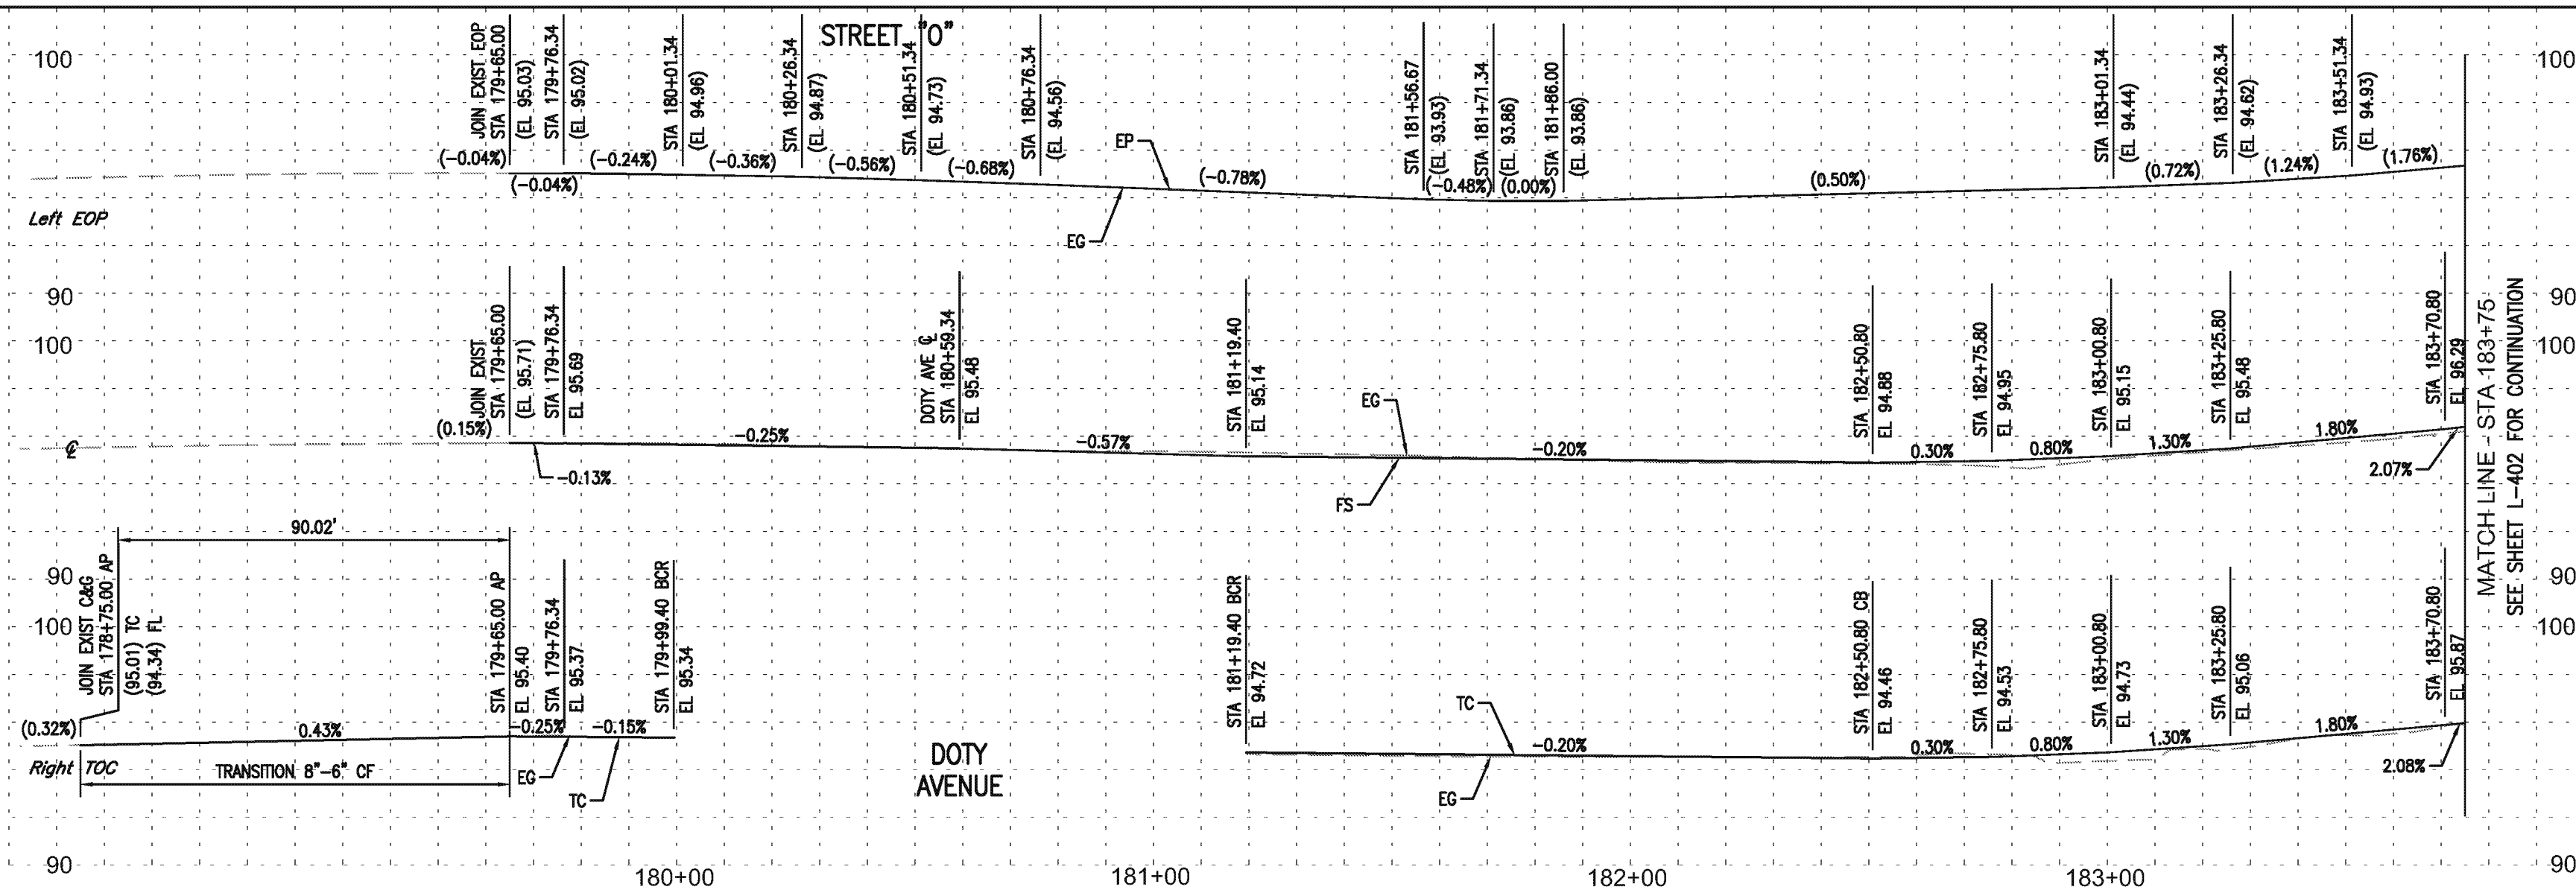 STREET "O"
100
100
JOIN EXIST EOP
STA 179+65.00
(EL 95.03)
STA 179+76.34
(EL 95.02)
STA 180+01.34
(EL 94.96)
STA 180+26.34
(EL 94.87)
STA 180+51.34
(EL 94.73)
STA 180+76.34
(EL 94.56)
STA 181+56.67
(EL 93.93)
STA 181+71.34
(EL 93.86)
STA 181+86.00
(EL 93.86)
STA 183+01.34
(EL 94.44)
STA 183+26.34
(EL 94.62)
STA 183+51.34
(EL 94.93)
(-0.04%)
(-0.04%)
(-0.24%)
(-0.36%)
(-0.56%)
(-0.68%)
EP
(-0.78%)
(-0.48%)
(0.00%)
(0.50%)
(0.72%)
(1.24%)
(1.76%)
Left EOP
EG
90
90
100
100
JOIN EXIST
STA 179+65.00
(EL 95.71)
STA 179+76.34
EL 95.69
DOTY AVE ℄
STA 180+59.34
EL 95.48
STA 181+19.40
EL 95.14
STA 182+50.80
EL 94.88
STA 182+75.80
EL 94.95
STA 183+00.80
EL 95.15
STA 183+25.80
EL 95.48
STA 183+70.80
EL 96.29
℄
(0.15%)
-0.13%
-0.25%
-0.57%
EG
FS
-0.20%
0.30%
0.80%
1.30%
1.80%
2.07%
MATCH LINE - STA 183+75
SEE SHEET L-402 FOR CONTINUATION
90.02'
90
90
100
100
JOIN EXIST C&G
STA 178+75.00 AP
(95.01) TC
(94.34) FL
STA 179+65.00 AP
EL 95.40
STA 179+76.34
EL 95.37
STA 179+99.40 BCR
EL 95.34
STA 181+19.40 BCR
EL 94.72
STA 182+50.80 CB
EL 94.46
STA 182+75.80
EL 94.53
STA 183+00.80
EL 94.73
STA 183+25.80
EL 95.06
STA 183+70.80
EL 95.87
(0.32%)
0.43%
-0.25%
-0.15%
TC
-0.20%
0.30%
0.80%
1.30%
1.80%
2.08%
Right TOC
TRANSITION 8"-6" CF
EG
TC
DOTY
AVENUE
EG
90
90
180+00
181+00
182+00
183+00